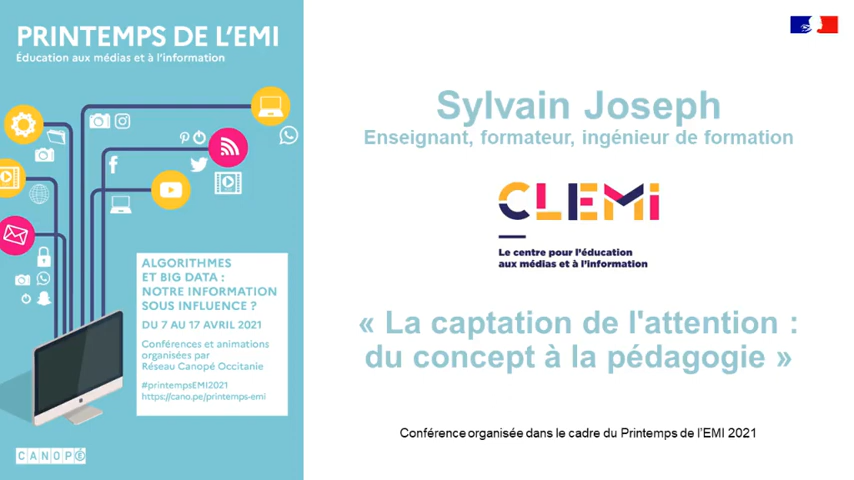 PRINTEMPS DE L'EMI
Éducation aux médias et à l'information
ALGORITHMES
ET BIG DATA :
NOTRE INFORMATION
SOUS INFLUENCE ?
DU 7 AU 17 AVRIL 2021
Conférences et animations
organisées par
Réseau Canopé Occitanie
#printempsEMI2021
https://cano.pe/printemps-emi
CANOPÉ
Sylvain Joseph
Enseignant, formateur, ingénieur de formation
CLEMI
Le centre pour l'éducation
aux médias et à l'information
« La captation de l'attention :
du concept à la pédagogie »
Conférence organisée dans le cadre du Printemps de l'EMI 2021